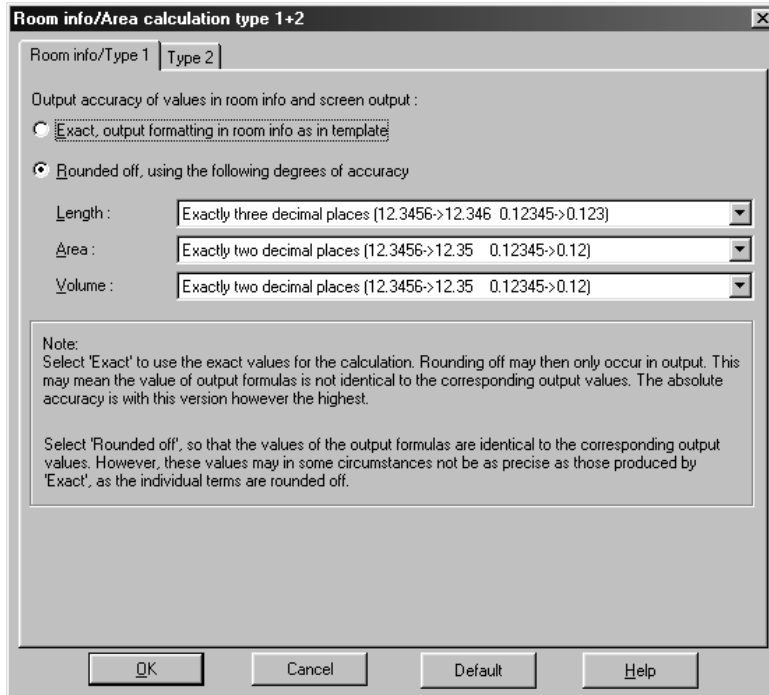 Room info/Area calculation type 1+2
Room info/Type 1
Type 2
Output accuracy of values in room info and screen output :
Exact, output formatting in room info as in template
Rounded off, using the following degrees of accuracy
Length : Exactly three decimal places (12.3456->12.346 0.12345->0.123)
Area : Exactly two decimal places (12.3456->12.35 0.12345->0.12)
Volume : Exactly two decimal places (12.3456->12.35 0.12345->0.12)
Note:
Select 'Exact' to use the exact values for the calculation. Rounding off may then only occur in output. This
may mean the value of output formulas is not identical to the corresponding output values. The absolute
accuracy is with this version however the highest.
Select 'Rounded off', so that the values of the output formulas are identical to the corresponding output
values. However, these values may in some circumstances not be as precise as those produced by
'Exact', as the individual terms are rounded off.
OK Cancel Default Help